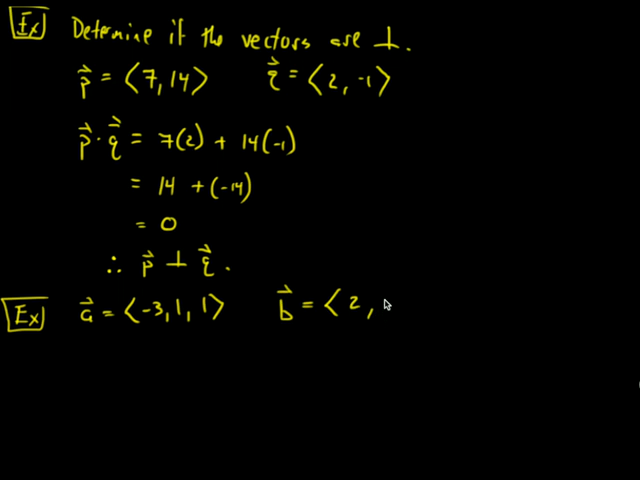 Ex Determine if the vectors are ⊥.
p⃗ = ⟨7, 14⟩ q⃗ = ⟨2, -1⟩
p⃗ · q⃗ = 7(2) + 14(-1)
= 14 + (-14)
= 0
∴ p⃗ ⊥ q⃗.
Ex a⃗ = ⟨-3, 1, 1⟩ b⃗ = ⟨2,